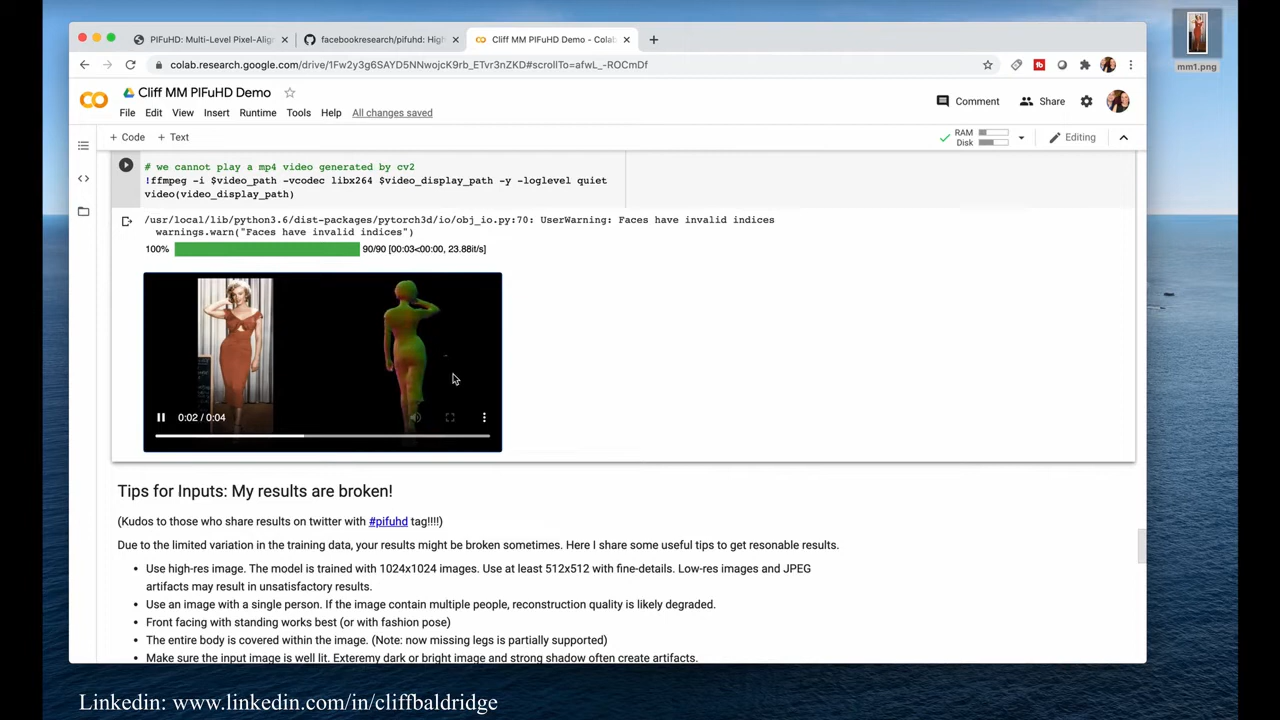 PIFuHD: Multi-Level Pixel-Alig
facebookresearch/pifuhd: High
Cliff MM PIFuHD Demo - Colab
colab.research.google.com/drive/1Fw2y3g6SAYD5NNwojcK9rb_ETvr3nZKD#scrollTo=afwL_-ROCmDf
mm1.png
Cliff MM PIFuHD Demo
File Edit View Insert Runtime Tools Help All changes saved
Comment Share
+ Code + Text
RAM
Disk
Editing
# we cannot play a mp4 video generated by cv2
!ffmpeg -i $video_path -vcodec libx264 $video_display_path -y -loglevel quiet
video(video_display_path)
/usr/local/lib/python3.6/dist-packages/pytorch3d/io/obj_io.py:70: UserWarning: Faces have invalid indices
warnings.warn("Faces have invalid indices")
100% 90/90 [00:03<00:00, 23.88it/s]
0:02 / 0:04
Tips for Inputs: My results are broken!
(Kudos to those who share results on twitter with #pifuhd tag!!!!)
Due to the limited variation in the training data, your results might be broken sometimes. Here I share some useful tips to get resonable results.
• Use high-res image. The model is trained with 1024x1024 images. Use at least 512x512 with fine-details. Low-res images and JPEG
artifacts may result in unsatisfactory results.
• Use an image with a single person. If the image contain multiple people, reconstruction quality is likely degraded.
• Front facing with standing works best (or with fashion pose)
• The entire body is covered within the image. (Note: now missing legs is partially supported)
• Make sure the input image is well lit. Exteremy dark or bright image and strong shadow often create artifacts.
Linkedin: www.linkedin.com/in/cliffbaldridge